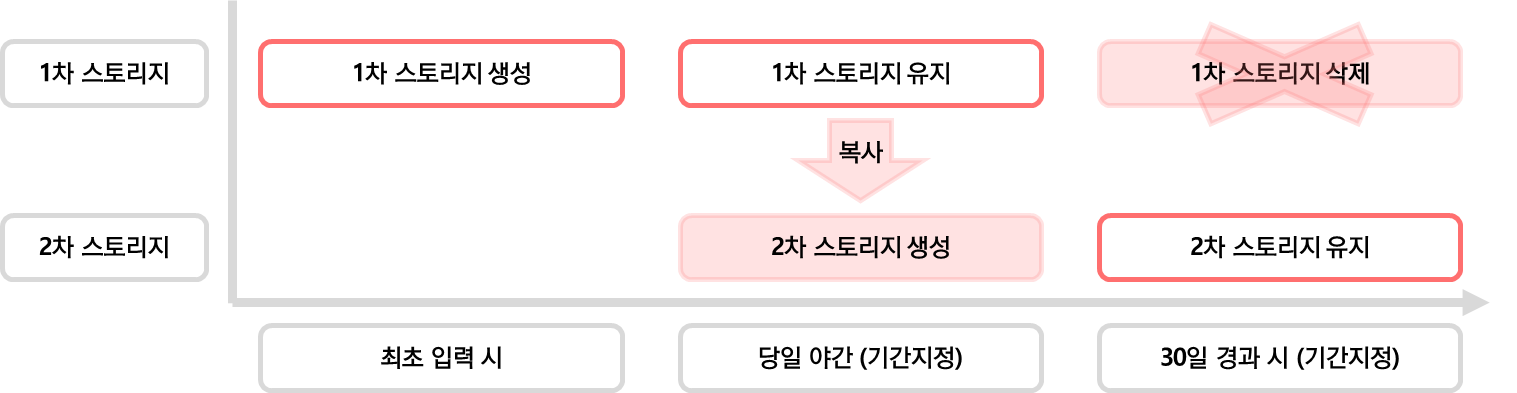 1차 스토리지
1차 스토리지 생성
1차 스토리지 유지
1차 스토리지 삭제
복사
2차 스토리지
2차 스토리지 생성
2차 스토리지 유지
최초 입력 시
당일 야간 (기간지정)
30일 경과 시 (기간지정)